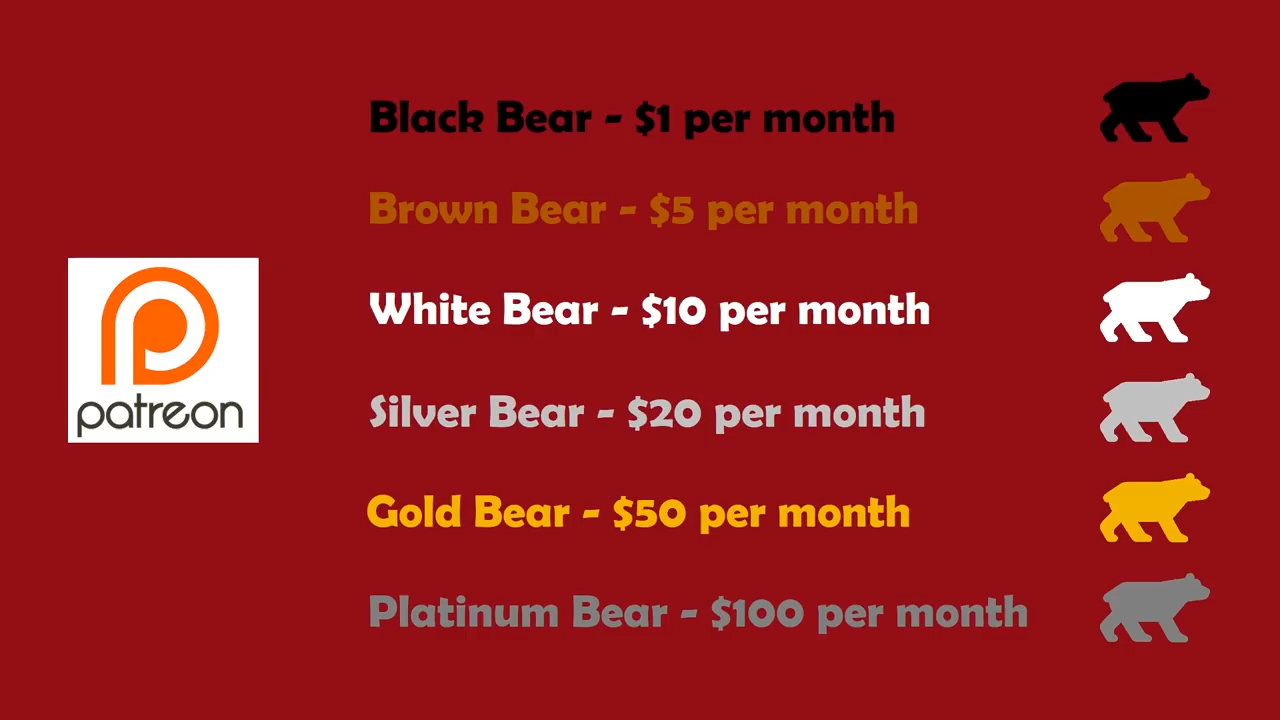 Black Bear - $1 per month
Brown Bear - $5 per month
White Bear - $10 per month
patreon
Silver Bear - $20 per month
Gold Bear - $50 per month
Platinum Bear - $100 per month